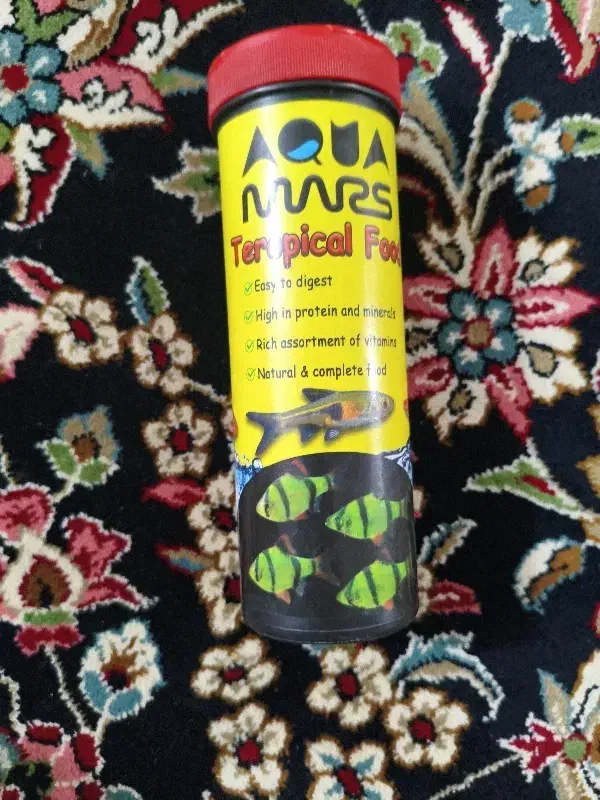 AQUA
MARS
Teropical Food
Easy to digest
High in protein and minerals
Rich assortment of vitamins
Natural & complete food